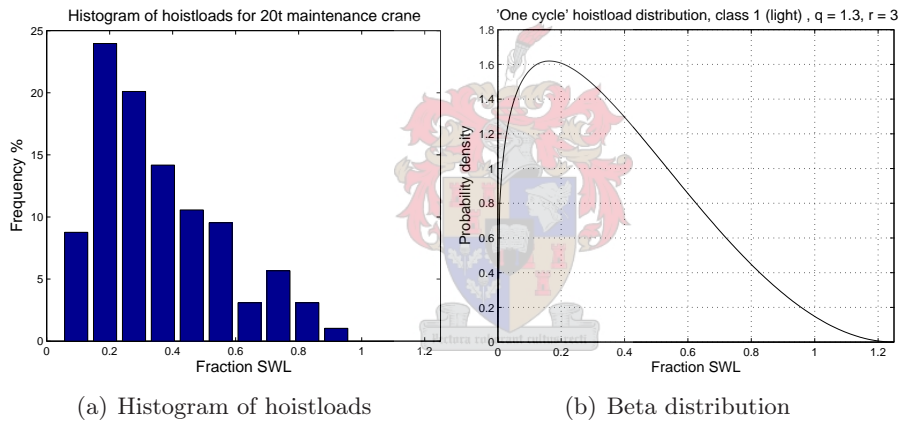 Histogram of hoistloads for 20t maintenance crane
25
20
15
10
5
0
Frequency %
0 0.2 0.4 0.6 0.8 1 1.2
Fraction SWL
(a) Histogram of hoistloads
'One cycle' hoistload distribution, class 1 (light) , q = 1.3, r = 3
1.8
1.6
1.4
1.2
1
0.8
0.6
0.4
0.2
0
Probability density
0 0.2 0.4 0.6 0.8 1 1.2
Fraction SWL
(b) Beta distribution